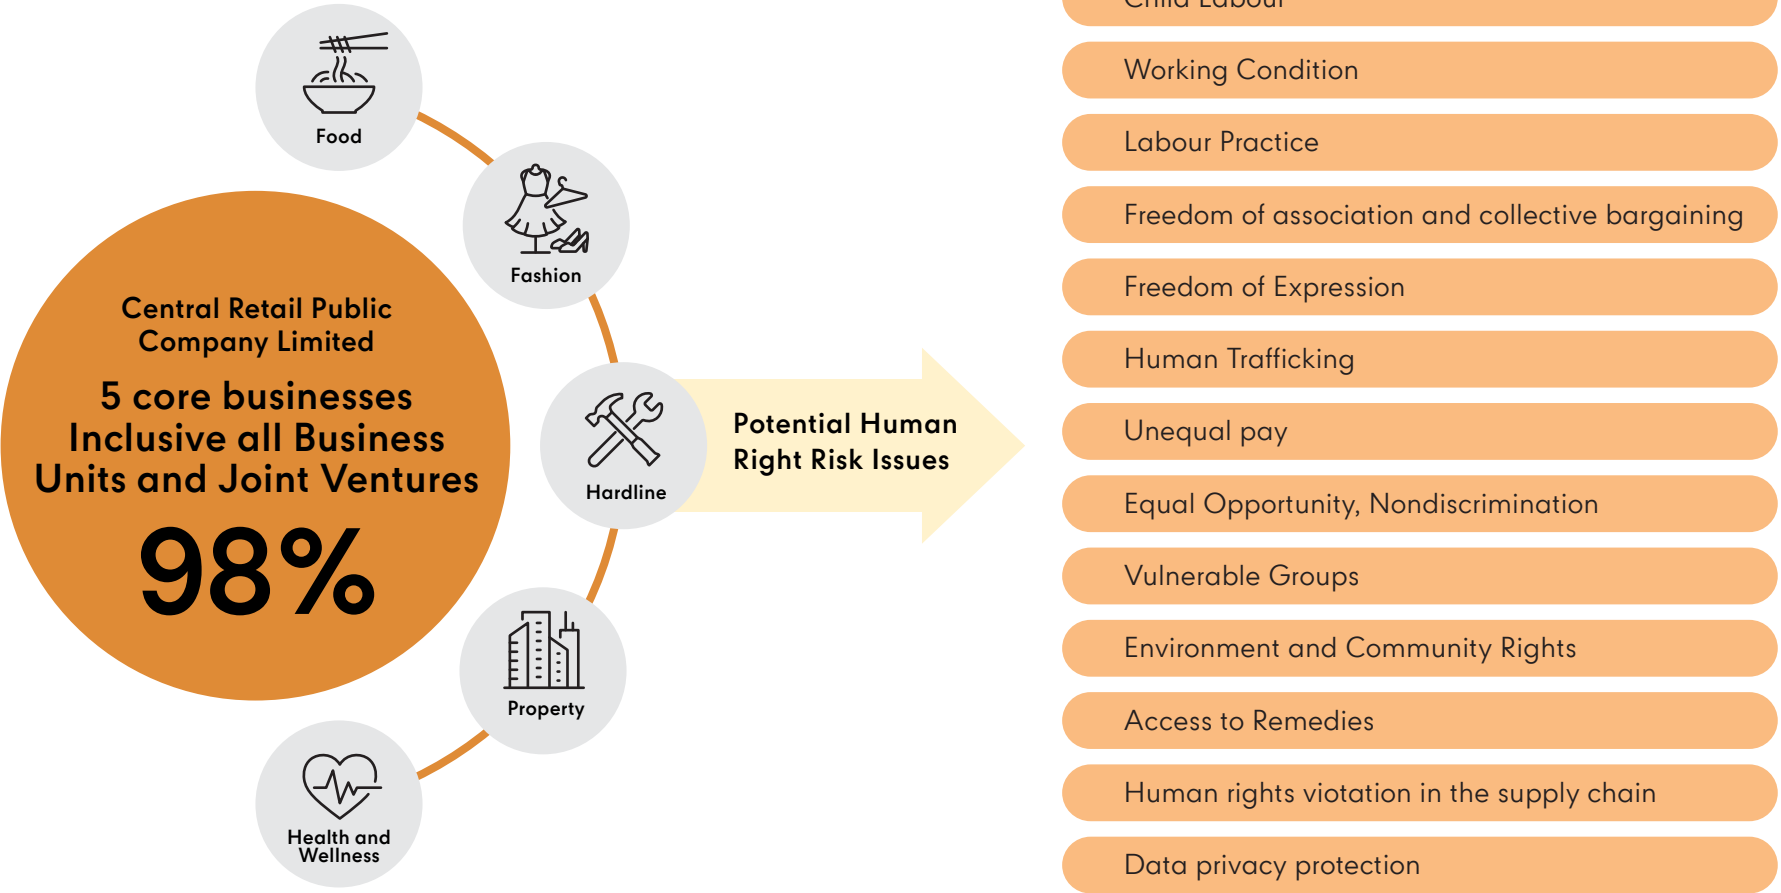 Food
Fashion
Central Retail Public
Company Limited
5 core businesses
Inclusive all Business
Units and Joint Ventures
98%
Hardline
Property
Health and
Wellness
Potential Human
Right Risk Issues
Child Labour
Working Condition
Labour Practice
Freedom of association and collective bargaining
Freedom of Expression
Human Trafficking
Unequal pay
Equal Opportunity, Nondiscrimination
Vulnerable Groups
Environment and Community Rights
Access to Remedies
Human rights viotation in the supply chain
Data privacy protection